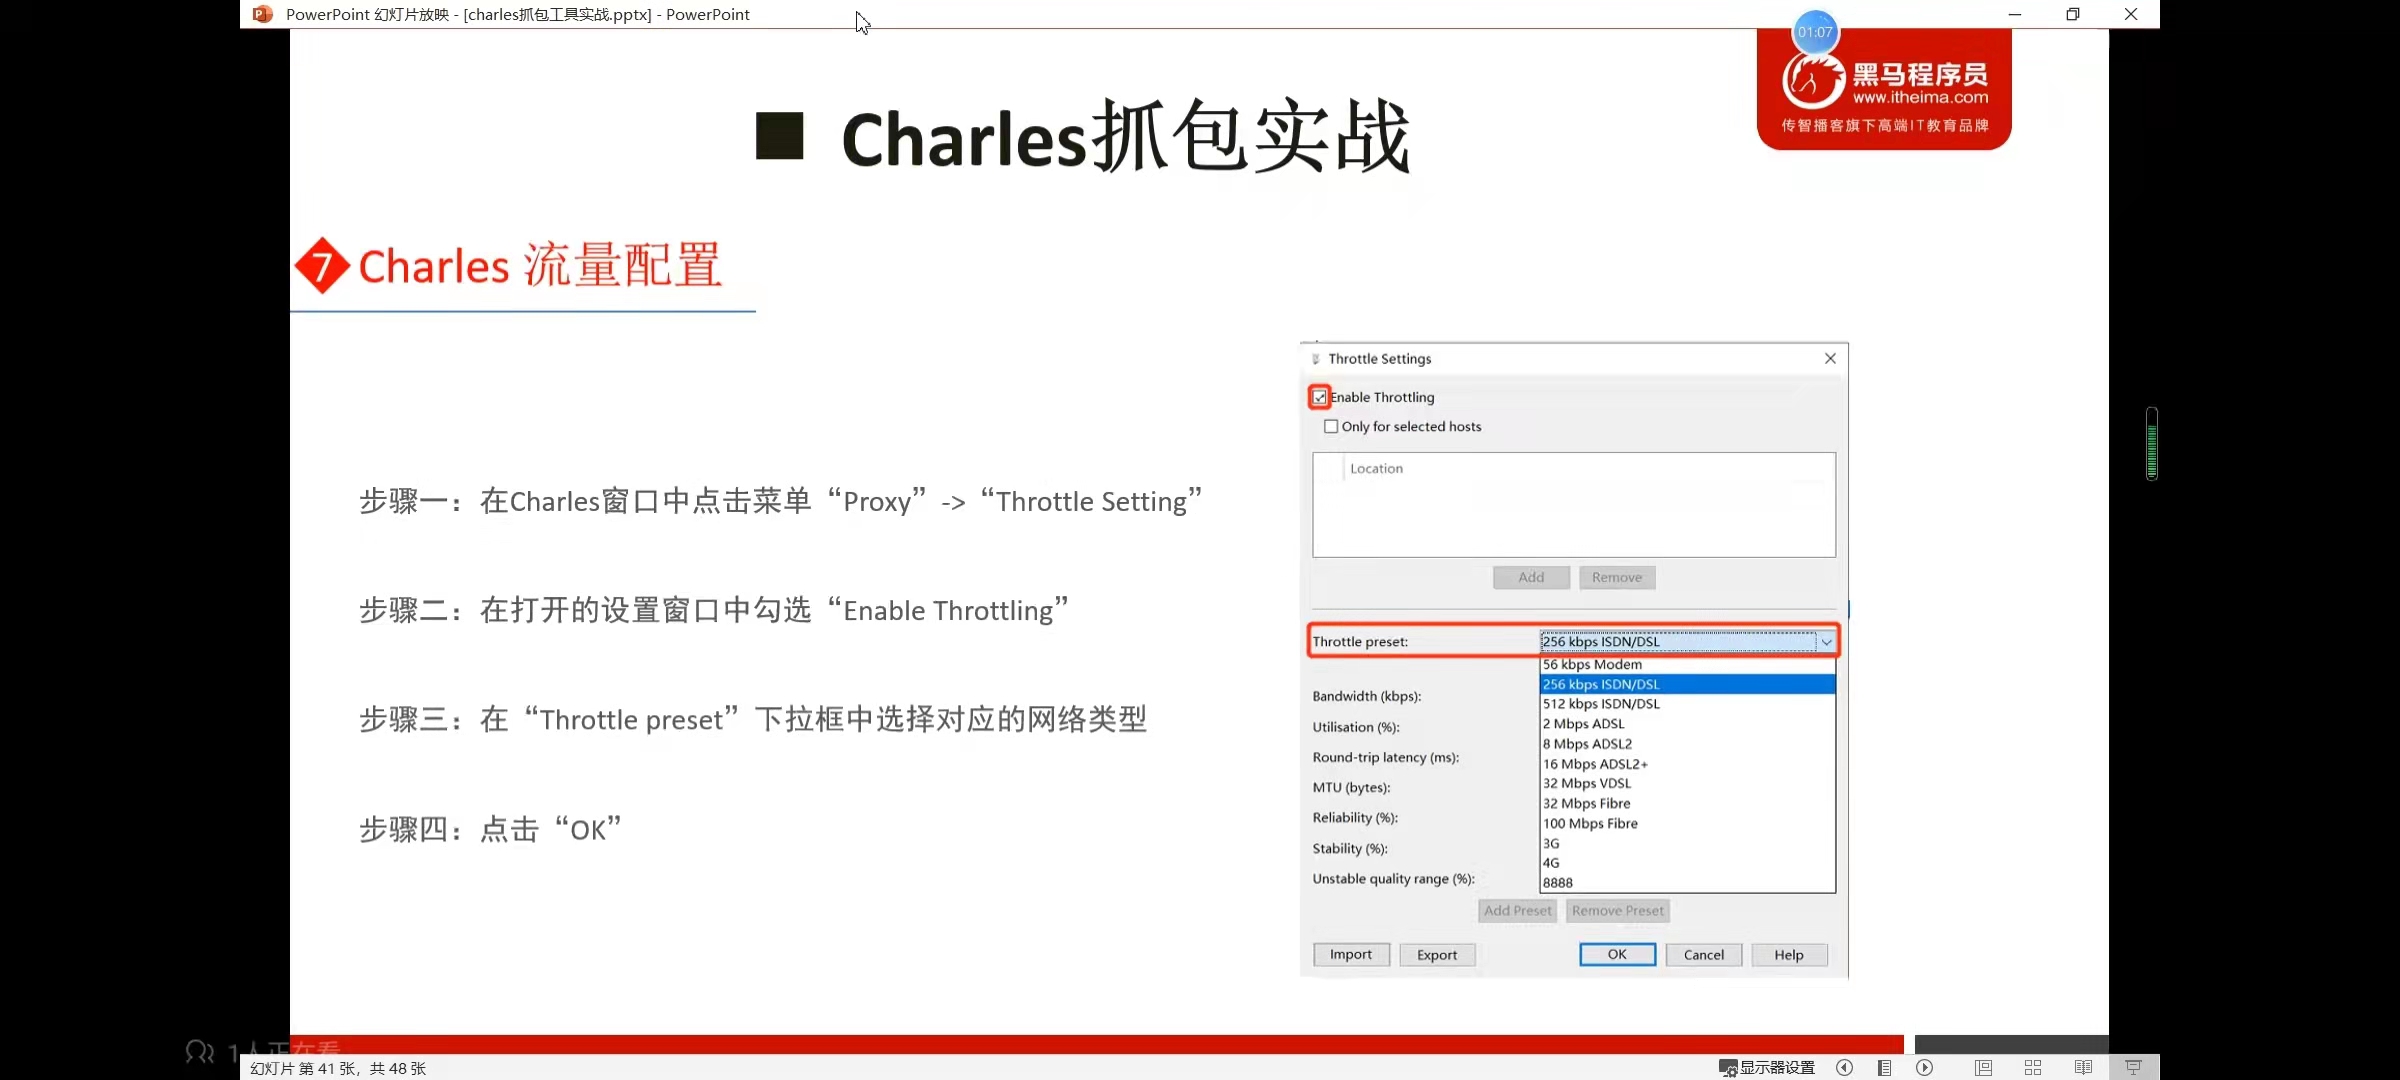 PowerPoint 幻灯片放映 - [charles抓包工具实战.pptx] - PowerPoint
01:07
黑马程序员
www.itheima.com
传智播客旗下高端IT教育品牌
Charles抓包实战
7 Charles 流量配置
步骤一：在Charles窗口中点击菜单“Proxy”->“Throttle Setting”
步骤二：在打开的设置窗口中勾选“Enable Throttling”
步骤三：在“Throttle preset”下拉框中选择对应的网络类型
步骤四：点击“OK”
Throttle Settings
Enable Throttling
Only for selected hosts
Location
Add Remove
Throttle preset: 256 kbps ISDN/DSL
56 kbps Modem
256 kbps ISDN/DSL
512 kbps ISDN/DSL
2 Mbps ADSL
8 Mbps ADSL2
16 Mbps ADSL2+
32 Mbps VDSL
32 Mbps Fibre
100 Mbps Fibre
3G
4G
8888
Bandwidth (kbps):
Utilisation (%):
Round-trip latency (ms):
MTU (bytes):
Reliability (%):
Stability (%):
Unstable quality range (%):
Add Preset Remove Preset
Import Export OK Cancel Help
1人正在看
幻灯片 第 41 张，共 48 张
显示器设置